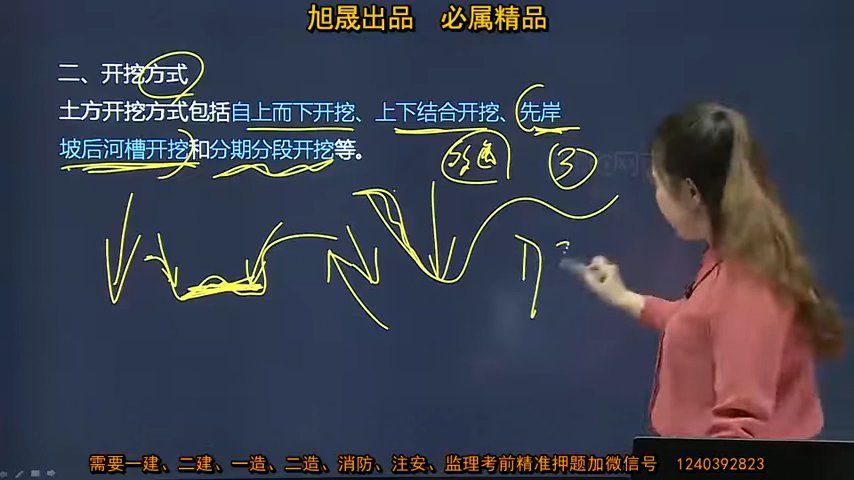 旭晟出品 必属精品
二、开挖方式
土方开挖方式包括自上而下开挖、上下结合开挖、先岸
坡后河槽开挖和分期分段开挖等。
③
需要一建、二建、一造、二造、消防、注安、监理考前精准押题加微信号 1240392823